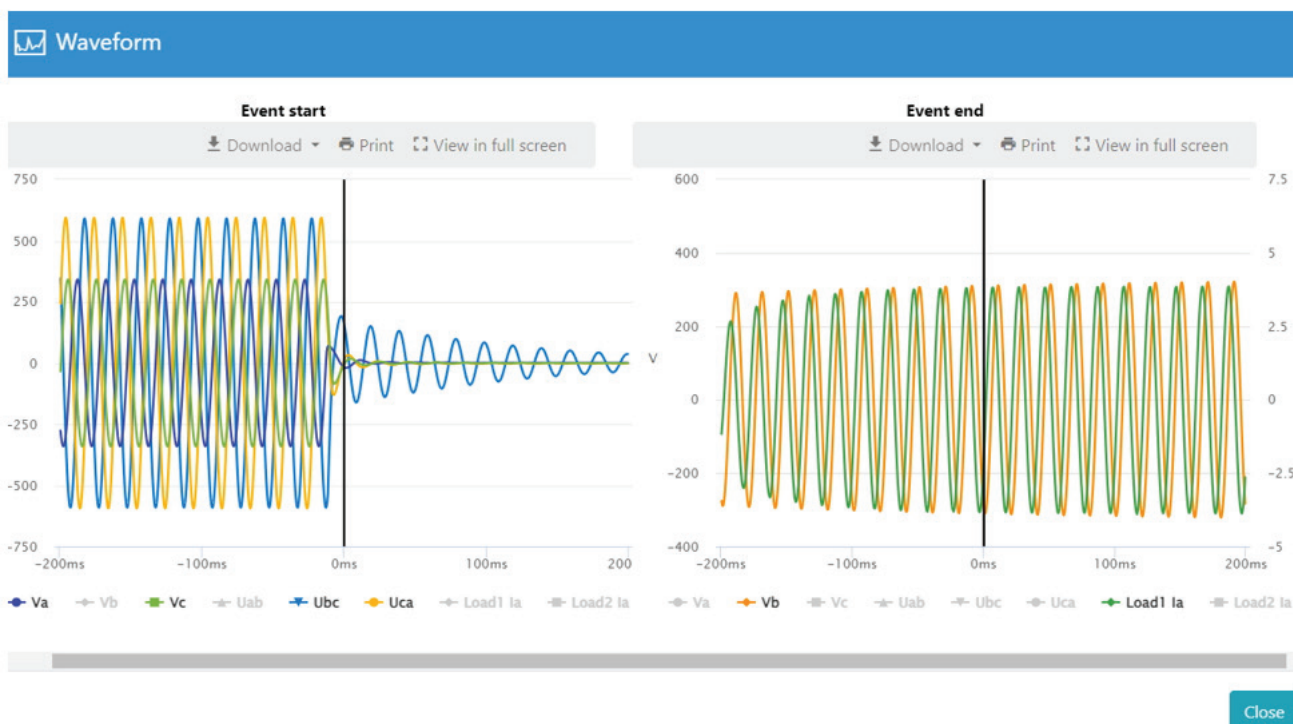 Waveform
Event start
Download Print View in full screen
750
500
250
0
-250
-500
-750
-200ms -100ms 0ms 100ms 200
Va Vb Vc Uab Ubc Uca Load1 Ia Load2 Ia
Event end
Download Print View in full screen
V
600
400
200
0
-200
-400
7.5
5
2.5
0
-2.5
-5
-200ms -100ms 0ms 100ms 200ms
Va Vb Vc Uab Ubc Uca Load1 Ia Load2 Ia
Close